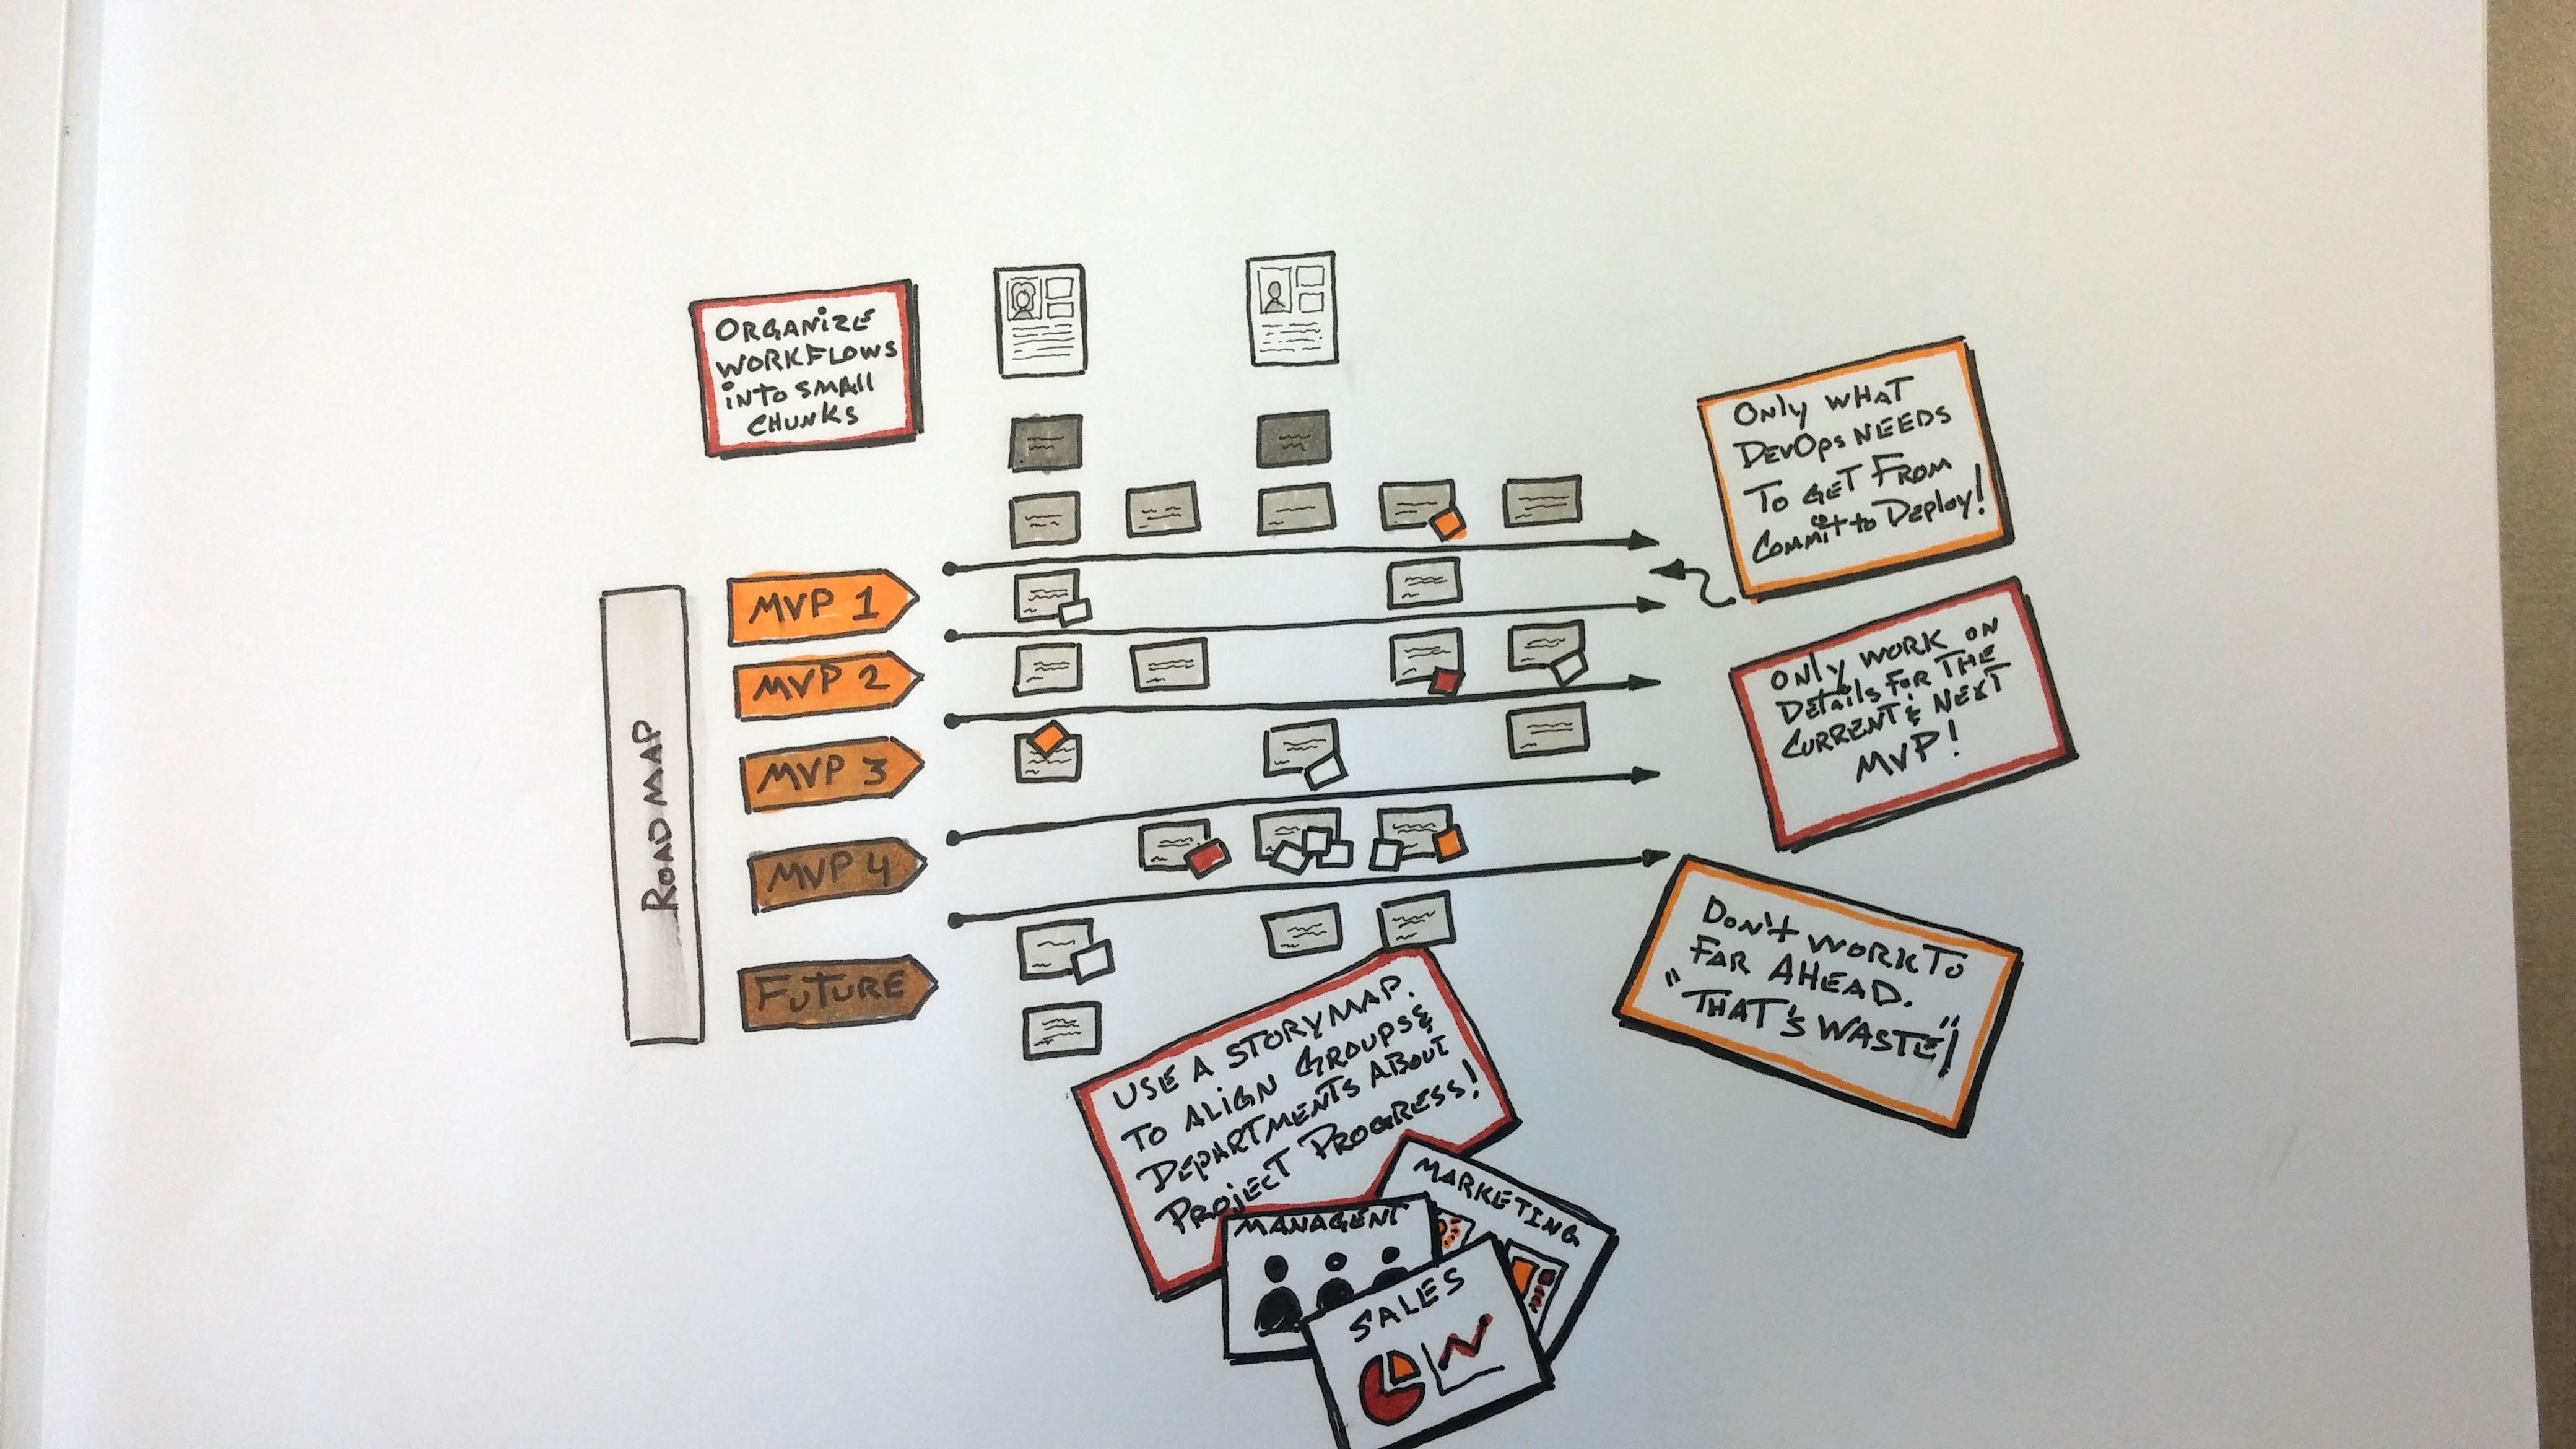 ORGANIZE
WORKFLOWS
INTO SMALL
CHUNKS
ONLY WHAT
DEVOPS NEEDS
TO GET FROM
COMMIT TO DEPLOY!
ROADMAP
MVP 1
MVP 2
MVP 3
MVP 4
FUTURE
ONLY WORK ON
DETAILS FOR THE
CURRENT & NEXT
MVP!
DON'T WORK TO
FAR AHEAD.
"THAT'S WASTE"!
USE A STORYMAP.
TO ALIGN GROUPS &
DEPARTMENTS ABOUT
PROJECT PROGRESS!
MARKETING
MANAGENT
SALES